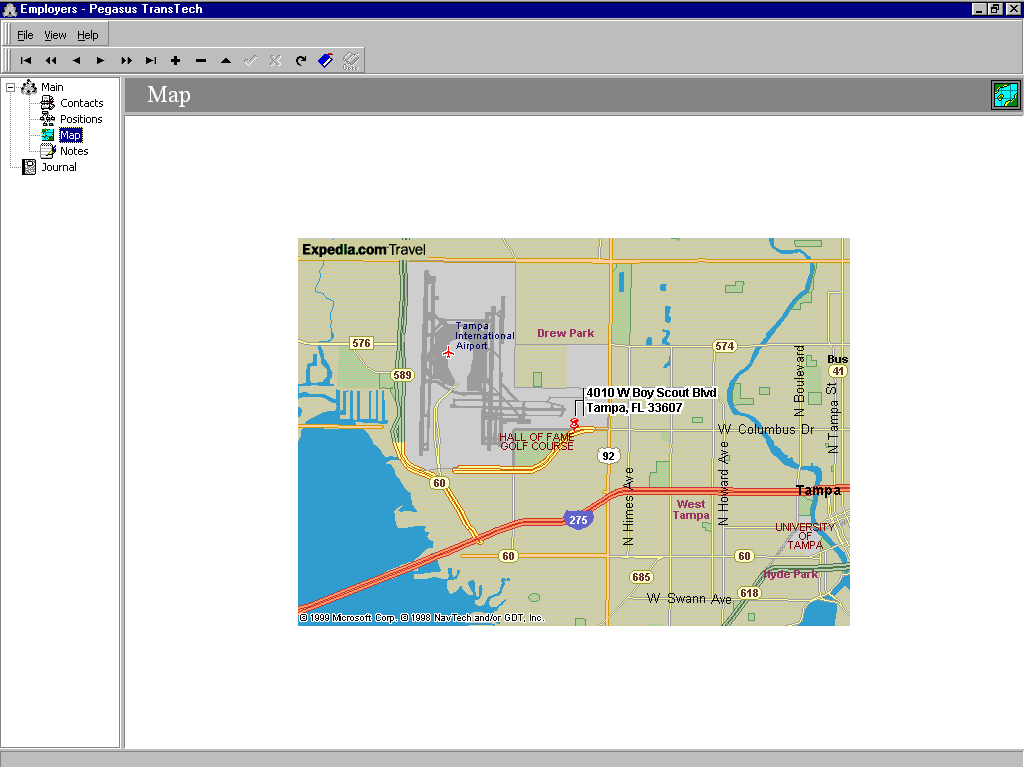 Employers - Pegasus TransTech
File View Help
Main
Contacts
Positions
Map
Notes
Journal
Map
Expedia.com Travel
Tampa
International
Airport
Drew Park
576
589
574
Bus
41
4010 W Boy Scout Blvd
Tampa, FL 33607
N Boulevard
N Tampa St
W Columbus Dr
HALL OF FAME
GOLF COURSE
92
60
N Himes Ave
N Howard Ave
Tampa
West
Tampa
275
UNIVERSITY
OF
TAMPA
60
60
685
Hyde Park
618
W Swann Ave
© 1999 Microsoft Corp. © 1998 NavTech and/or GDT, Inc.